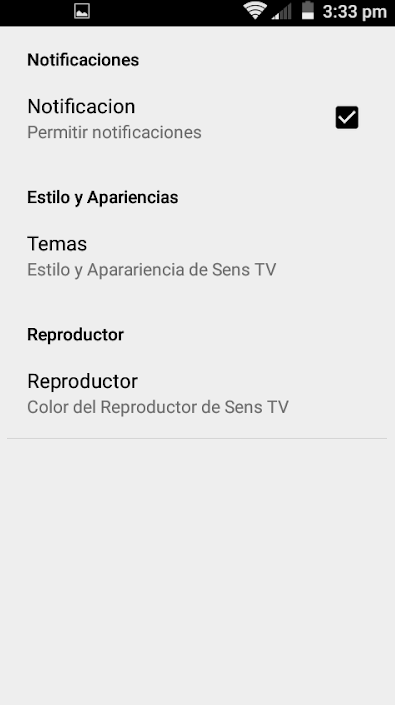 3:33 pm
Notificaciones
Notificacion
Permitir notificaciones
Estilo y Apariencias
Temas
Estilo y Aparariencia de Sens TV
Reproductor
Reproductor
Color del Reproductor de Sens TV